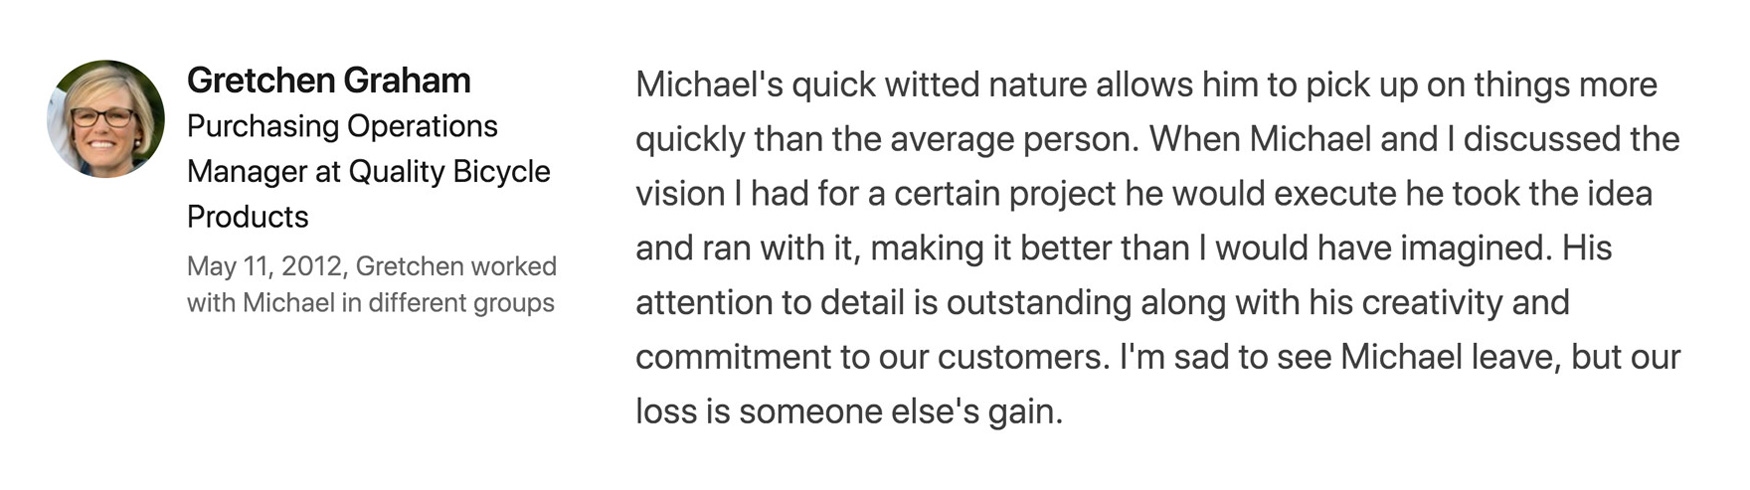 Gretchen Graham
Purchasing Operations
Manager at Quality Bicycle
Products
May 11, 2012, Gretchen worked
with Michael in different groups
Michael's quick witted nature allows him to pick up on things more
quickly than the average person. When Michael and I discussed the
vision I had for a certain project he would execute he took the idea
and ran with it, making it better than I would have imagined. His
attention to detail is outstanding along with his creativity and
commitment to our customers. I'm sad to see Michael leave, but our
loss is someone else's gain.